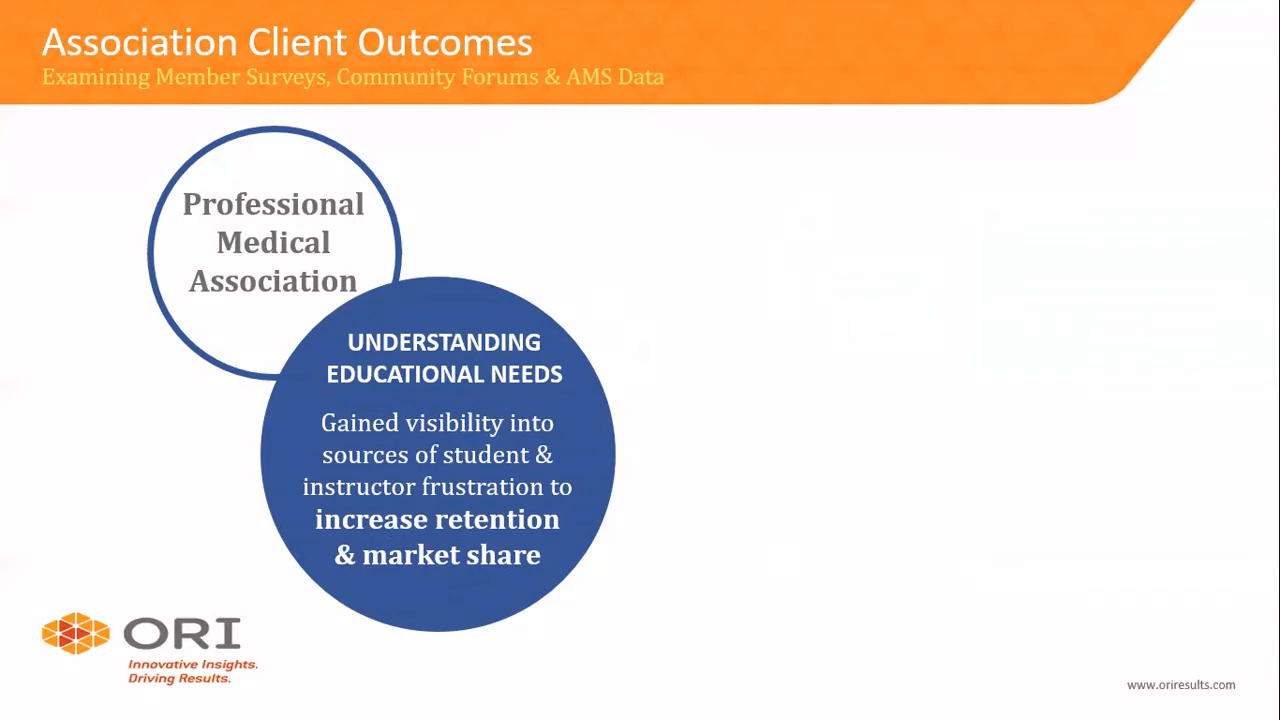 Association Client Outcomes
Examining Member Surveys, Community Forums & AMS Data
Professional
Medical
Association
UNDERSTANDING
EDUCATIONAL NEEDS
Gained visibility into
sources of student &
instructor frustration to
increase retention
& market share
ORI
Innovative Insights.
Driving Results.
www.oriresults.com